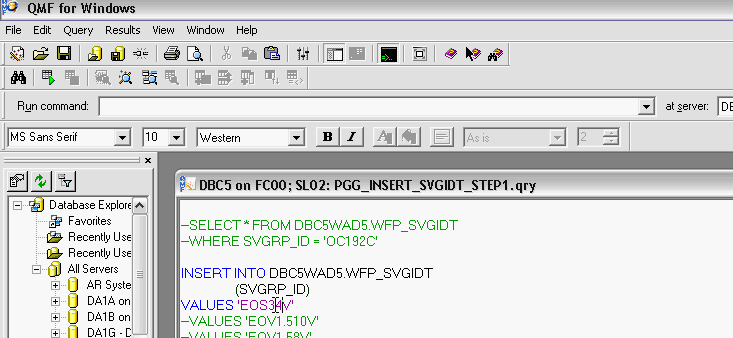 QMF for Windows
File Edit Query Results View Window Help
Run command: at server: DE
MS Sans Serif 10 Western B I A As is 2
DBC5 on FC00; SL02: PGG_INSERT_SVGIDT_STEP1.qry
Database Explore
Favorites
Recently Use
Recently Use
All Servers
AR System
DA1A on
DA1B on
DA1G - D
--SELECT * FROM DBC5WAD5.WFP_SVGIDT
--WHERE SVGRP_ID = 'OC192C'
INSERT INTO DBC5WAD5.WFP_SVGIDT
(SVGRP_ID)
VALUES 'EOS34V'
--VALUES 'EOV1.510V'
--VALUES 'EOV1.58V'